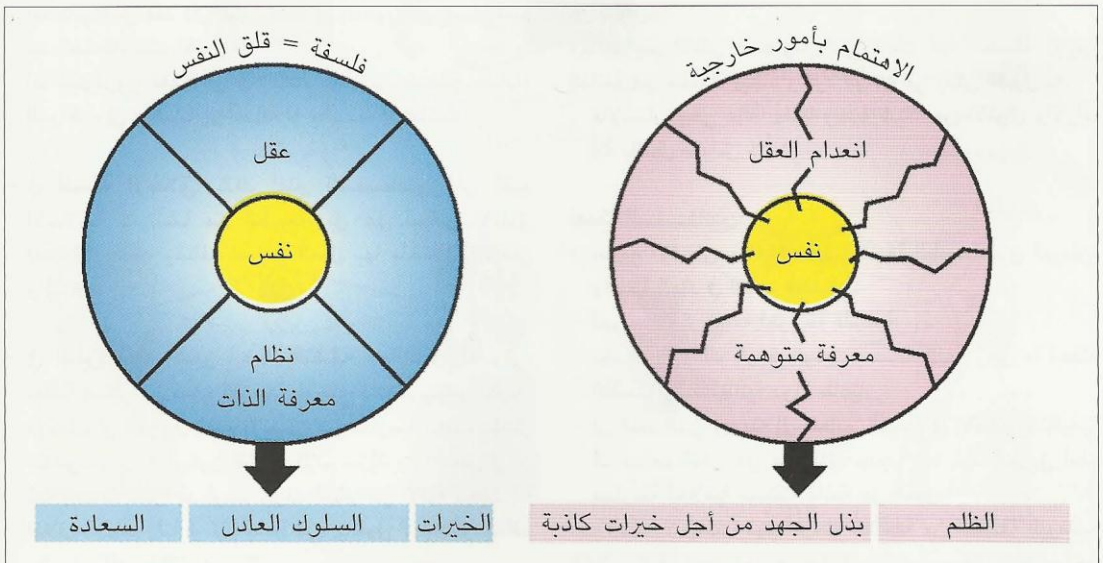 الاهتمام بأمور خارجية
انعدام العقل
نفس
معرفة متوهمة
الظلم
بذل الجهد من أجل خيرات كاذبة
فلسفة = قلق النفس
عقل
نفس
نظام
معرفة الذات
الخيرات
السلوك العادل
السعادة